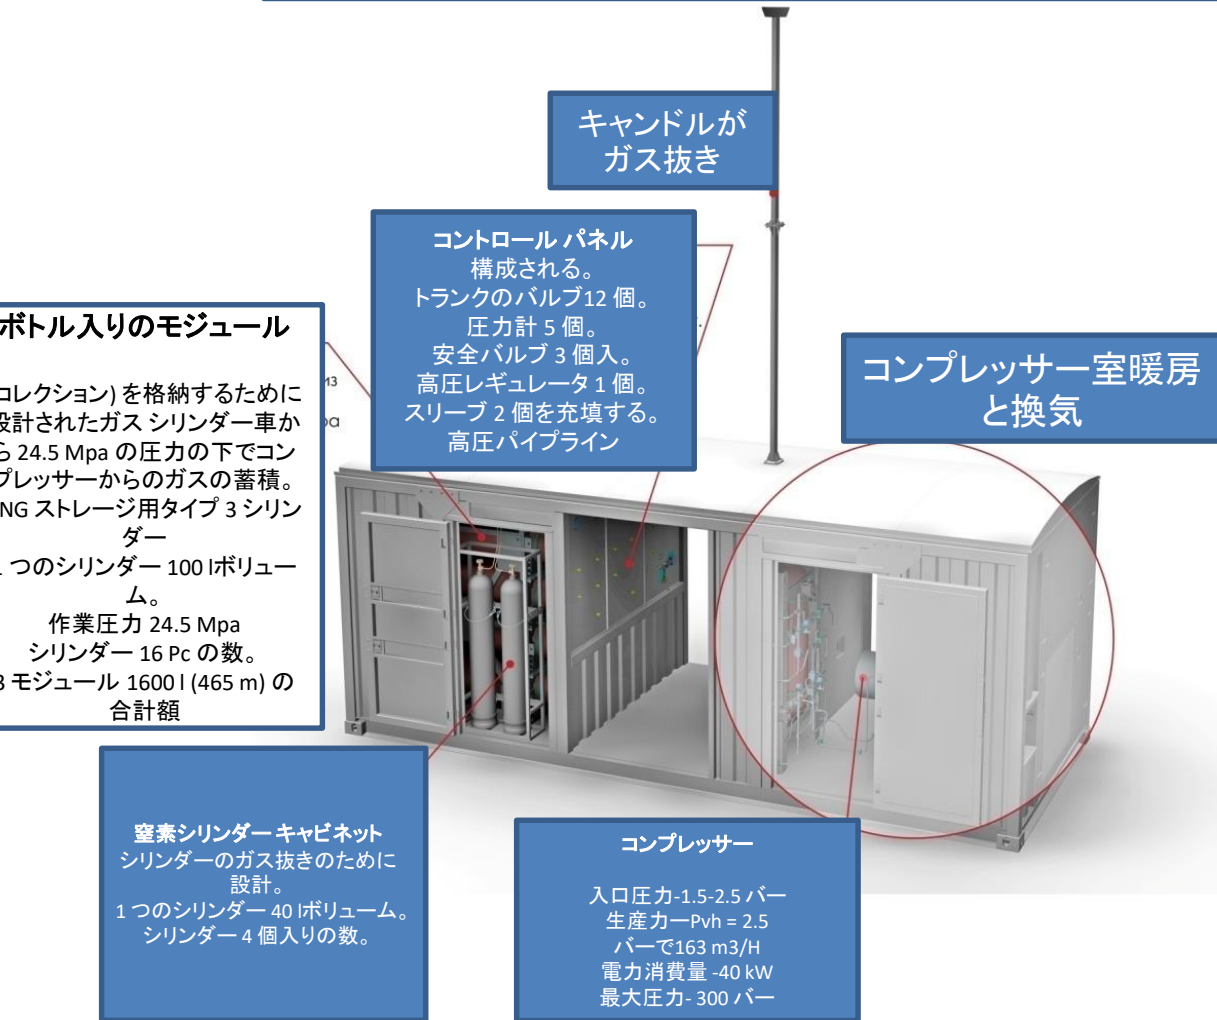 キャンドルが
ガス抜き
コントロール パネル
構成される。
トランクのバルブ12 個。
圧力計 5 個。
安全バルブ 3 個入。
高圧レギュレータ 1 個。
スリーブ 2 個を充填する。
高圧パイプライン
ボトル入りのモジュール
コレクション) を格納するために
設計されたガス シリンダー車か
ら 24.5 Mpa の圧力の下でコン
プレッサーからのガスの蓄積。
NG ストレージ用タイプ 3 シリン
ダー
1 つのシリンダー 100 lボリュー
ム。
作業圧力 24.5 Mpa
シリンダー 16 Pc の数。
3 モジュール 1600 l (465 m) の
合計額
コンプレッサー室暖房
と換気
窒素シリンダー キャビネット
シリンダーのガス抜きのために
設計。
1 つのシリンダー 40 lボリューム。
シリンダー 4 個入りの数。
コンプレッサー
入口圧力-1.5-2.5 バー
生産力ーPvh = 2.5
バーで163 m3/H
電力消費量 -40 kW
最大圧力- 300 バー